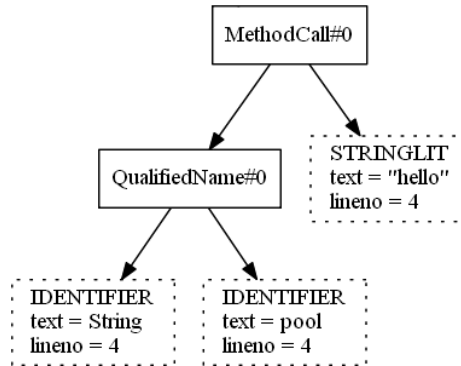 MethodCall#0
QualifiedName#0
STRINGLIT
text = "hello"
lineno = 4
IDENTIFIER
text = String
lineno = 4
IDENTIFIER
text = pool
lineno = 4